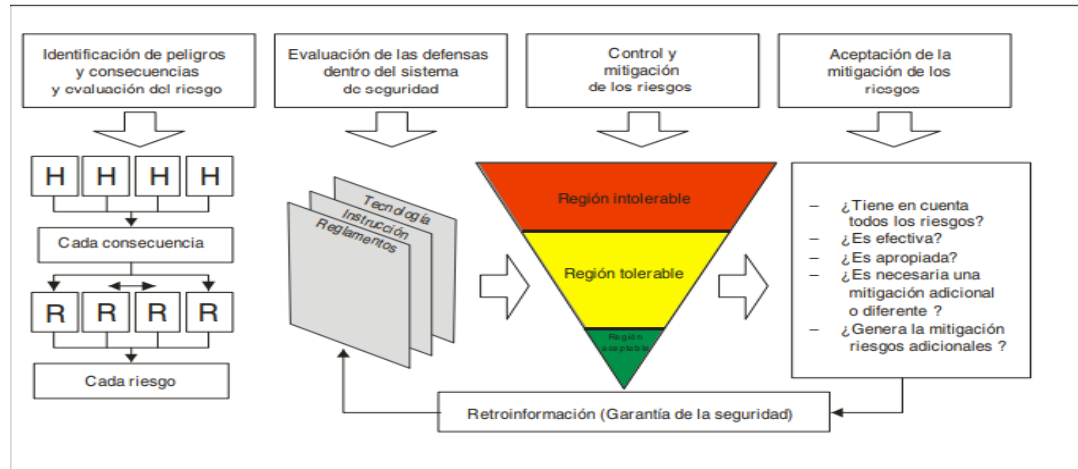 Identificación de peligros
y consecuencias
y evaluación del riesgo
Evaluación de las defensas
dentro del sistema
de seguridad
Control y
mitigación
de los riesgos
Aceptación de la
mitigación de los
riesgos
H H H H
Cada consecuencia
R R R R
Cada riesgo
Tecnología
Instrucción
Reglamentos
Región intolerable
Región tolerable
Región
aceptable
– ¿Tiene en cuenta
todos los riesgos?
– ¿Es efectiva?
– ¿Es apropiada?
– ¿Es necesaria una
mitigación adicional
o diferente ?
– ¿Genera la mitigación
riesgos adicionales ?
Retroinformación (Garantía de la seguridad)